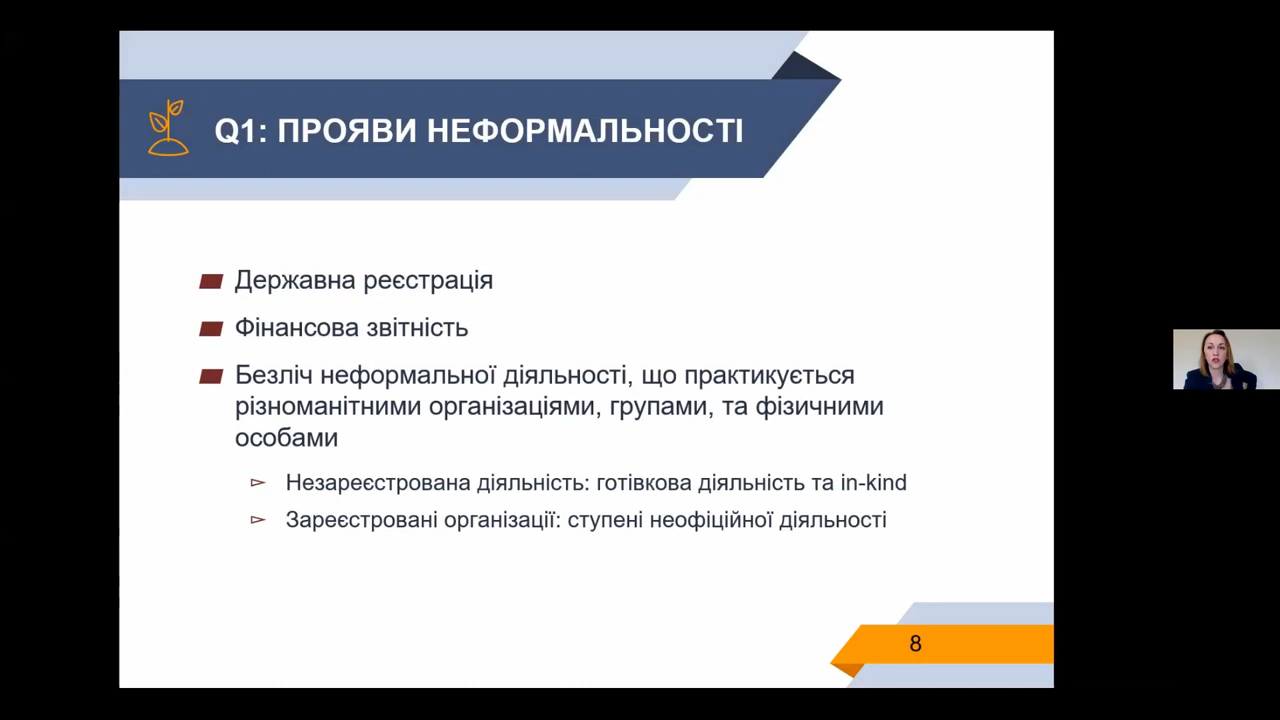 Q1: ПРОЯВИ НЕФОРМАЛЬНОСТІ
Державна реєстрація
Фінансова звітність
Безліч неформальної діяльності, що практикується
різноманітними організаціями, групами, та фізичними
особами
Незареєстрована діяльність: готівкова діяльність та in-kind
Зареєстровані організації: ступені неофіційної діяльності
8